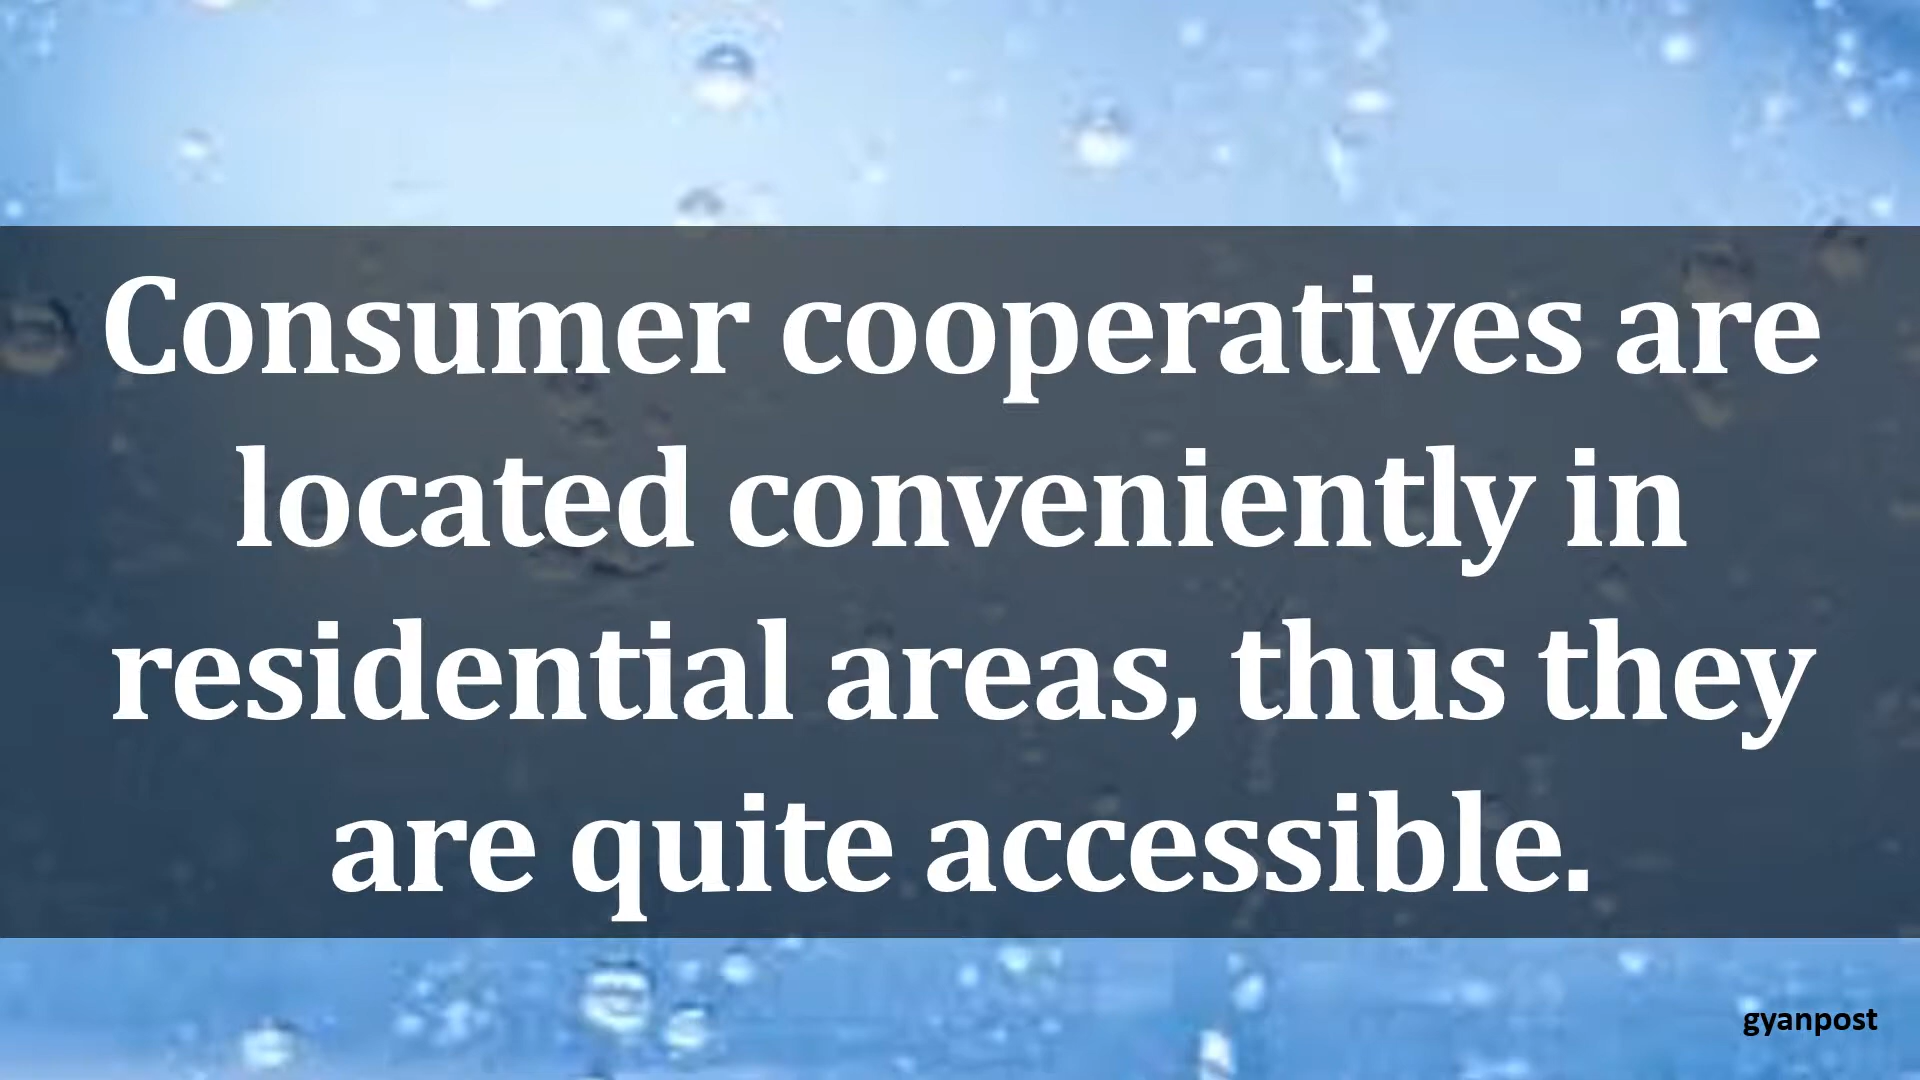 Consumer cooperatives are
located conveniently in
residential areas, thus they
are quite accessible.
gyanpost